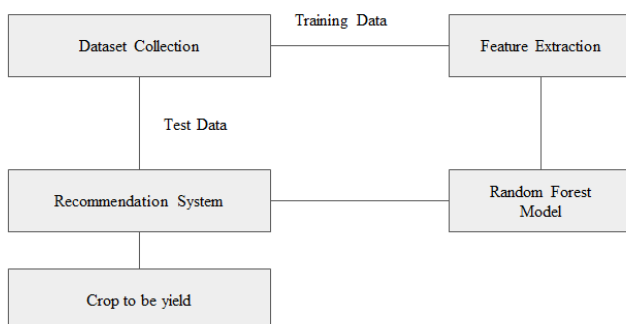 Training Data
Dataset Collection
Feature Extraction
Test Data
Recommendation System
Random Forest
Model
Crop to be yield